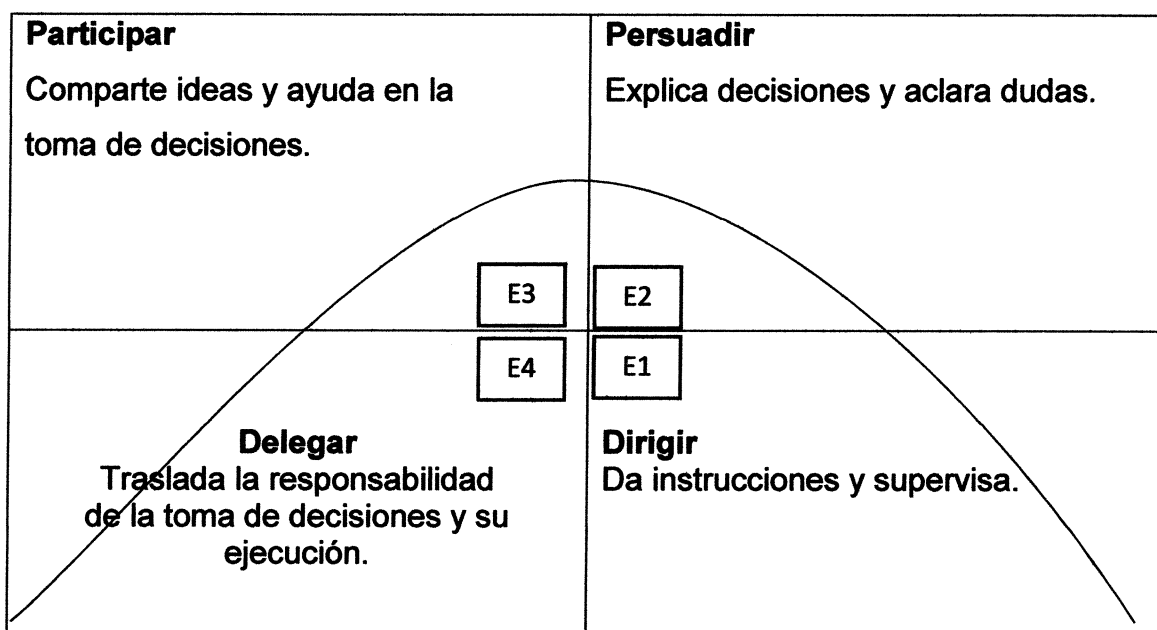 Participar
Comparte ideas y ayuda en la
toma de decisiones.
Persuadir
Explica decisiones y aclara dudas.
E3
E2
E4
E1
Delegar
Traslada la responsabilidad
de la toma de decisiones y su
ejecución.
Dirigir
Da instrucciones y supervisa.